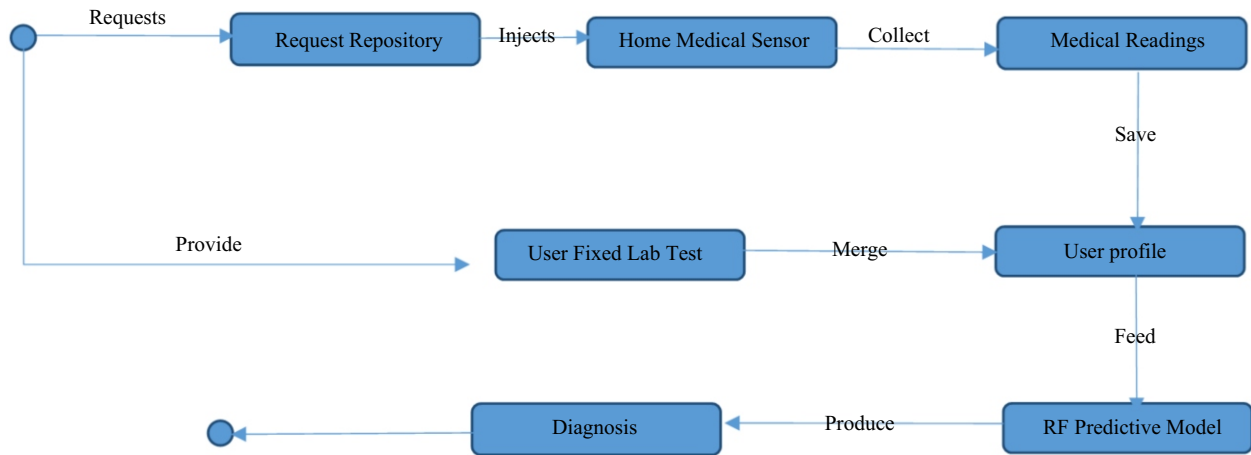 Requests
Request Repository
Injects
Home Medical Sensor
Collect
Medical Readings
Save
Provide
User Fixed Lab Test
Merge
User profile
Feed
Diagnosis
Produce
RF Predictive Model